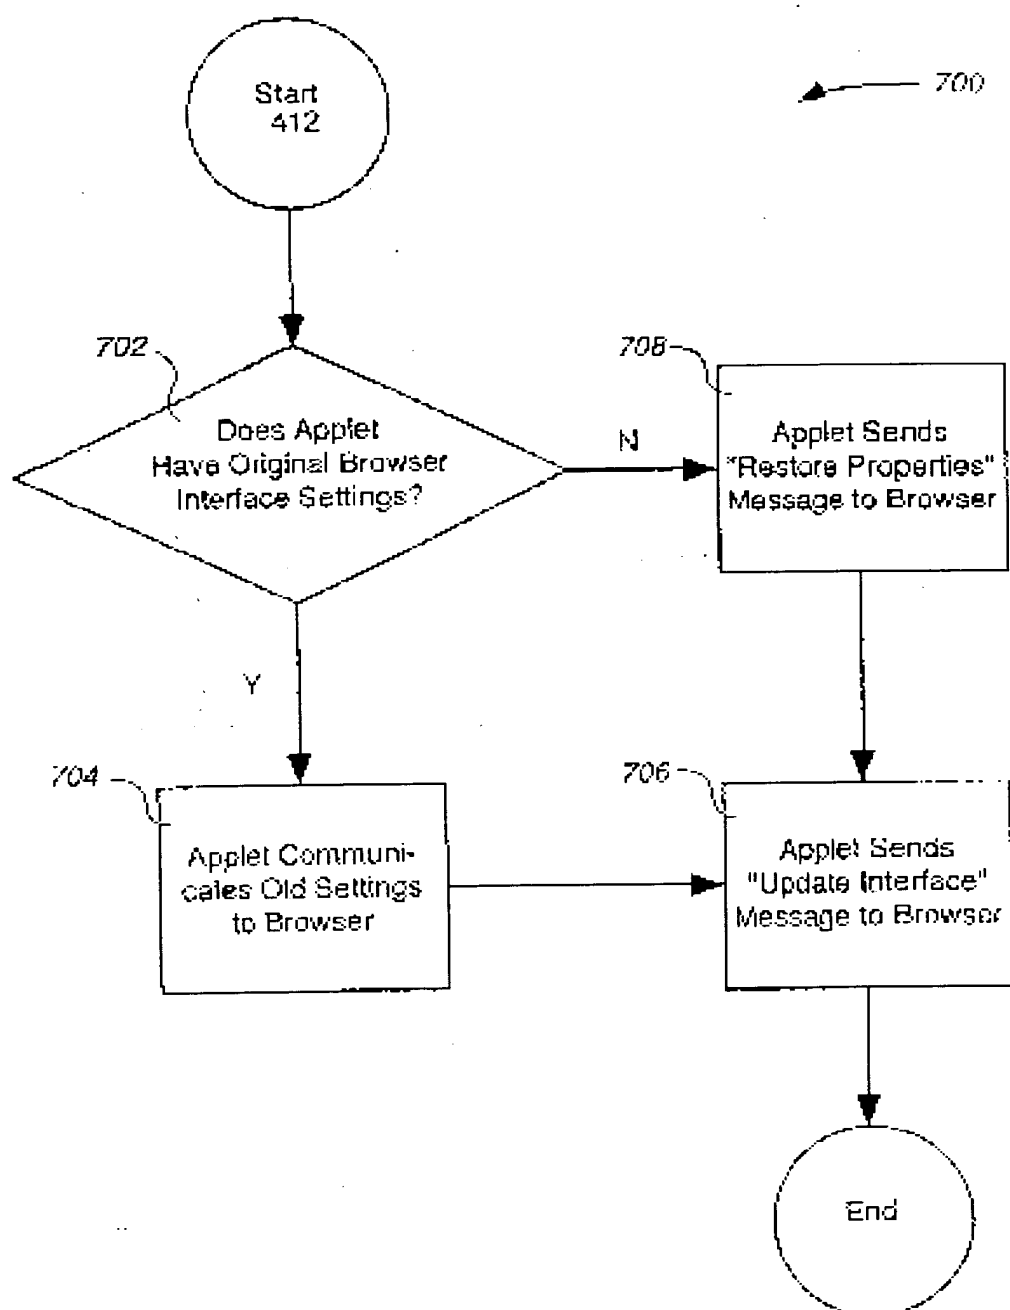 Start
412
700
702
Does Applet
Have Original Browser
Interface Settings?
N
708
Applet Sends
"Restore Properties"
Message to Browser
Y
704
Applet Communi-
cates Old Settings
to Browser
706
Applet Sends
"Update Interface"
Message to Browser
End